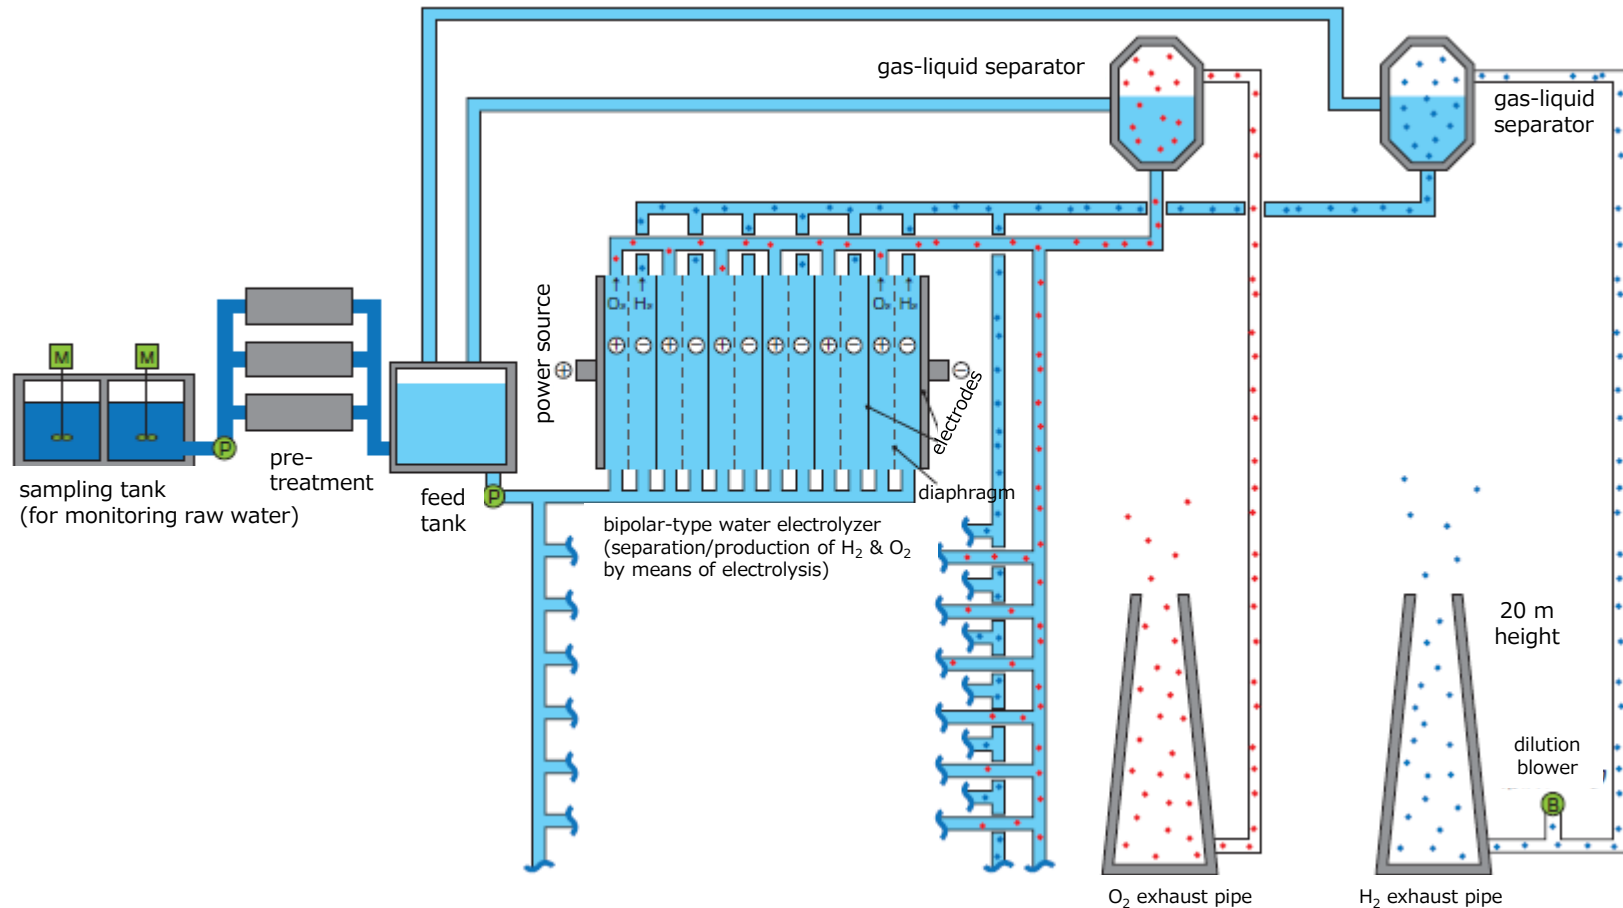 gas-liquid separator
gas-liquid
separator
power source
O₂
H₂
O₂
H₂
M
M
+
−
+
−
+
−
+
−
+
−
+
−
+
−
electrodes
P
pre-
treatment
sampling tank
(for monitoring raw water)
feed
tank
P
diaphragm
bipolar-type water electrolyzer
(separation/production of H₂ & O₂
by means of electrolysis)
20 m
height
dilution
blower
B
O₂ exhaust pipe
H₂ exhaust pipe